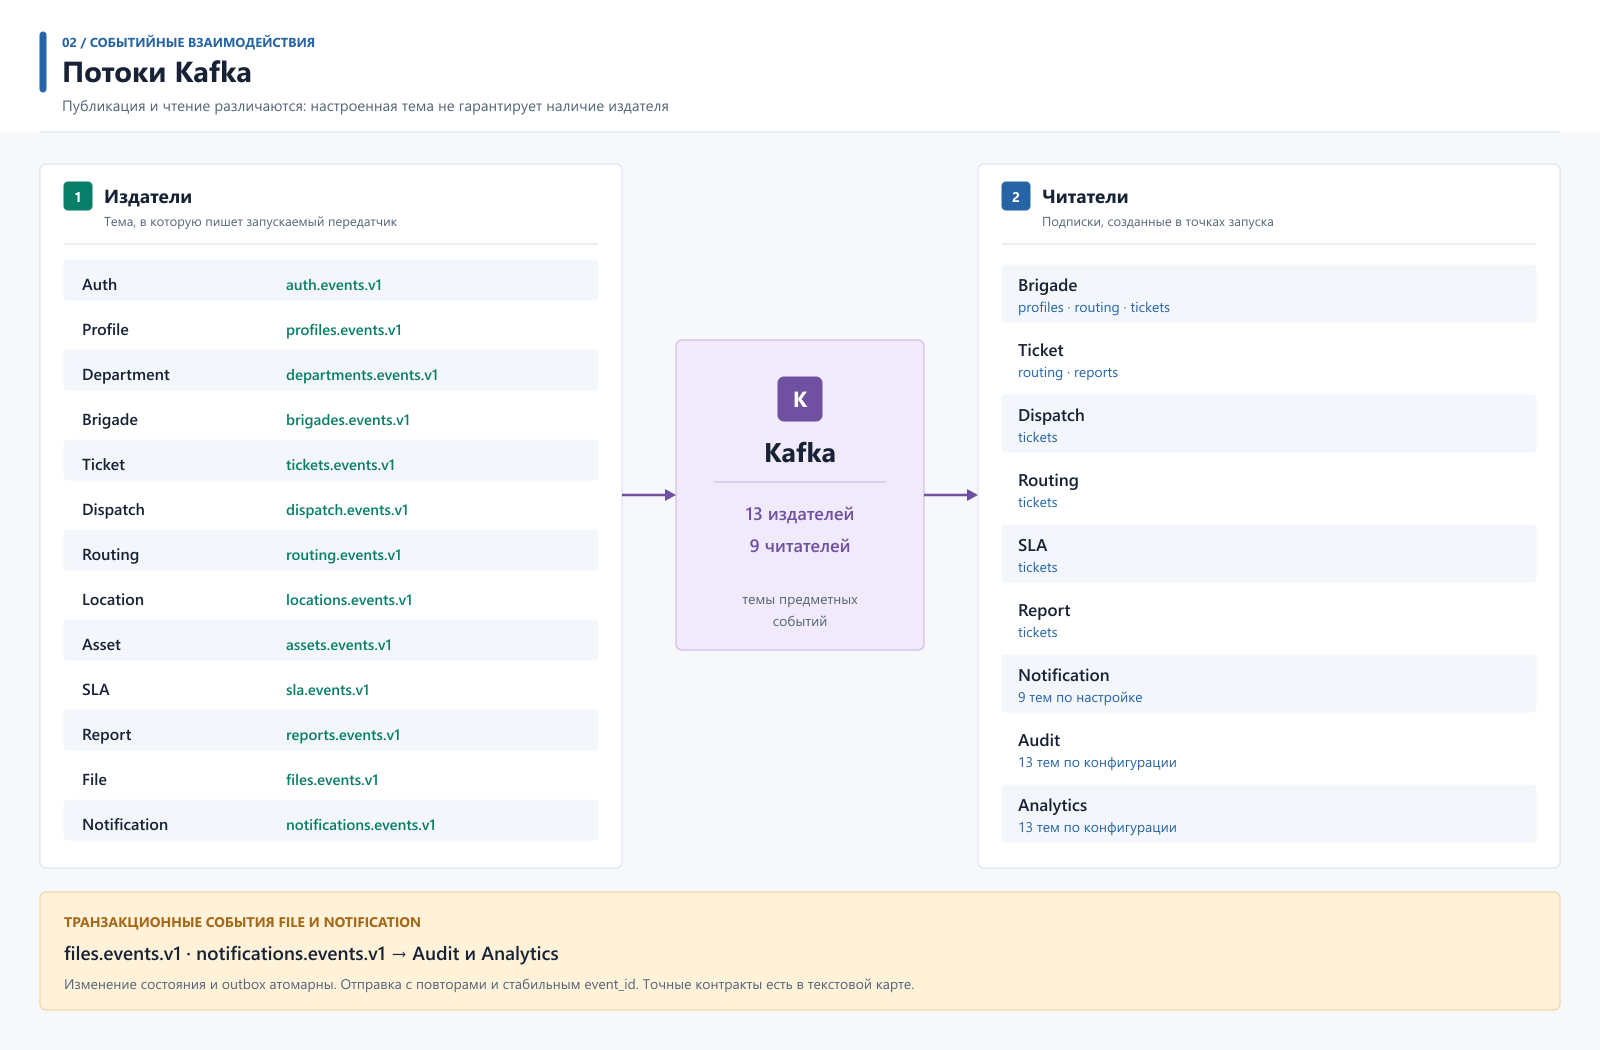 02 / СОБЫТИЙНЫЕ ВЗАИМОДЕЙСТВИЯ
Потоки Kafka
Публикация и чтение различаются: настроенная тема не гарантирует наличие издателя
1 Издатели
Тема, в которую пишет запускаемый передатчик
Auth auth.events.v1
Profile profiles.events.v1
Department departments.events.v1
Brigade brigades.events.v1
Ticket tickets.events.v1
Dispatch dispatch.events.v1
Routing routing.events.v1
Location locations.events.v1
Asset assets.events.v1
SLA sla.events.v1
Report reports.events.v1
File files.events.v1
Notification notifications.events.v1
K
Kafka
13 издателей
9 читателей
темы предметных
событий
2 Читатели
Подписки, созданные в точках запуска
Brigade
profiles · routing · tickets
Ticket
routing · reports
Dispatch
tickets
Routing
tickets
SLA
tickets
Report
tickets
Notification
9 тем по настройке
Audit
13 тем по конфигурации
Analytics
13 тем по конфигурации
ТРАНЗАКЦИОННЫЕ СОБЫТИЯ FILE И NOTIFICATION
files.events.v1 · notifications.events.v1 → Audit и Analytics
Изменение состояния и outbox атомарны. Отправка с повторами и стабильным event_id. Точные контракты есть в текстовой карте.